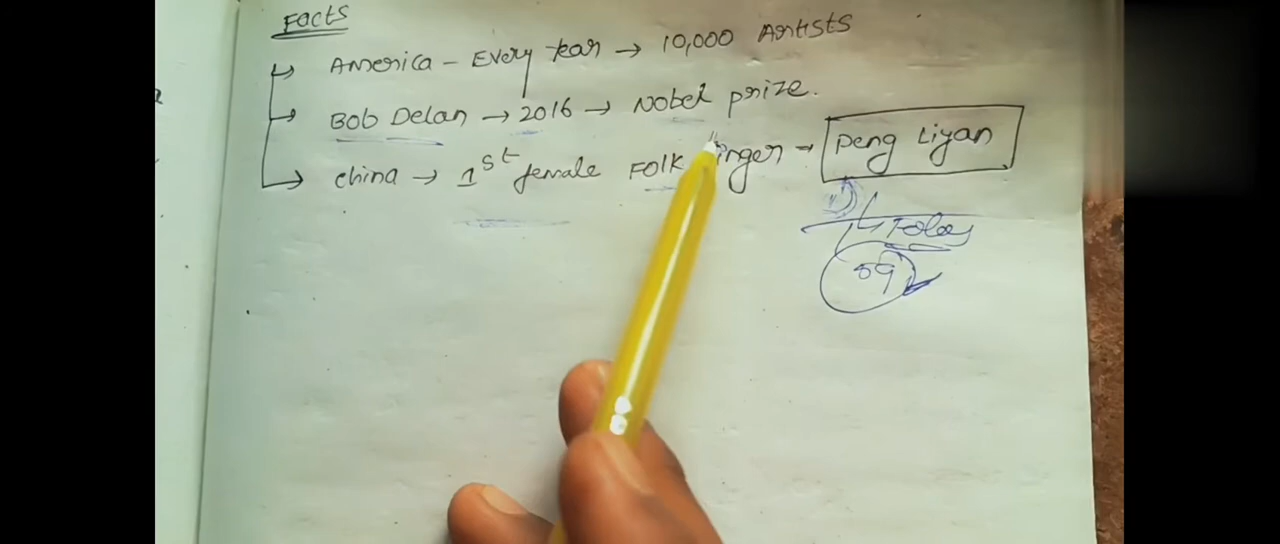 Facts
America - Every year → 10,000 Artists
Bob Delan → 2016 → Nobel prize.
china → 1st female Folk inger → Peng Liyan
59